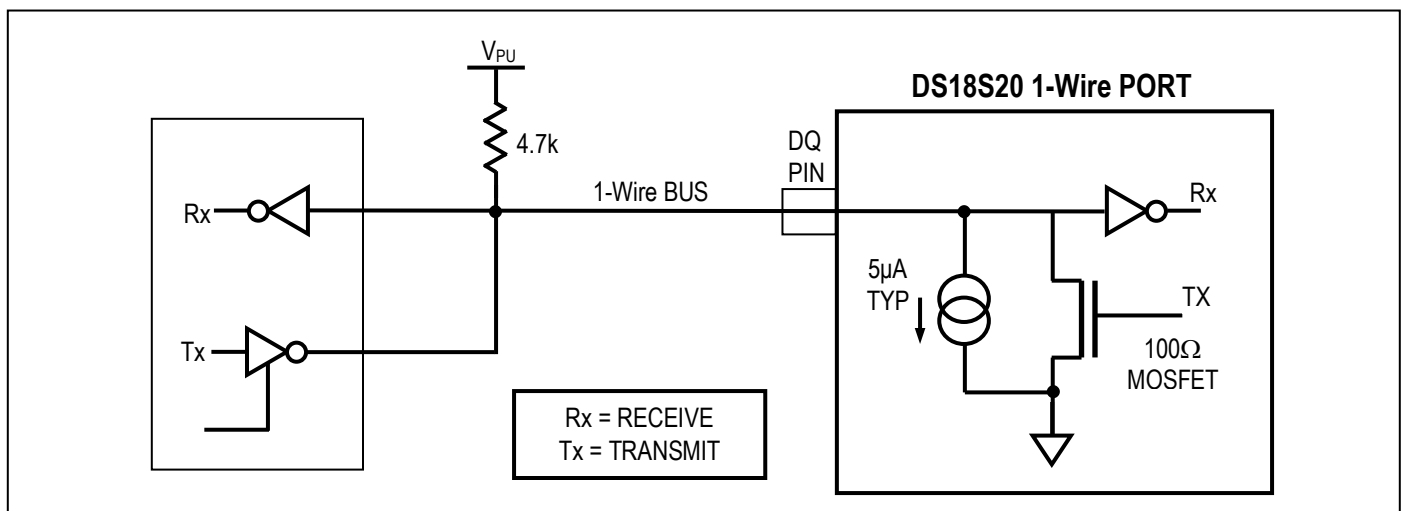 VPU
4.7k
DS18S20 1-Wire PORT
DQ
PIN
1-Wire BUS
Rx
Rx
5µA
TYP
TX
Tx
100Ω
MOSFET
Rx = RECEIVE
Tx = TRANSMIT